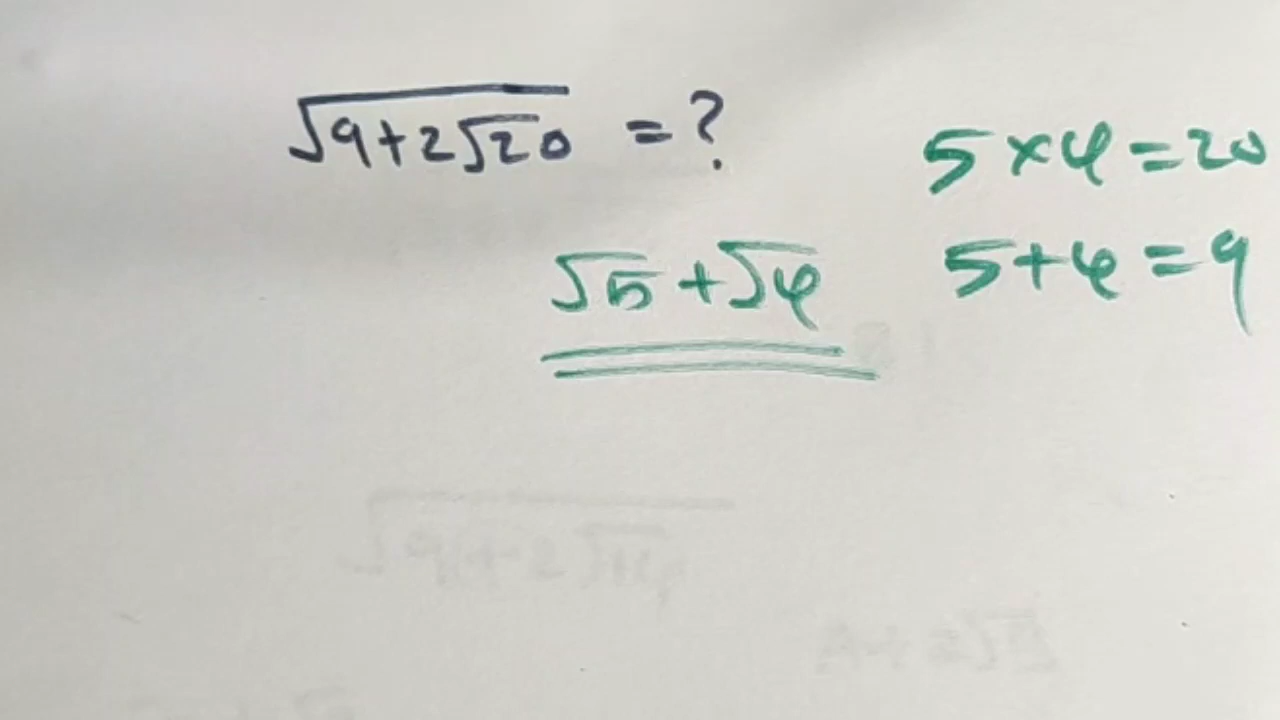 √(9+2√20) = ?
5×4=20
√5+√4
5+4=9